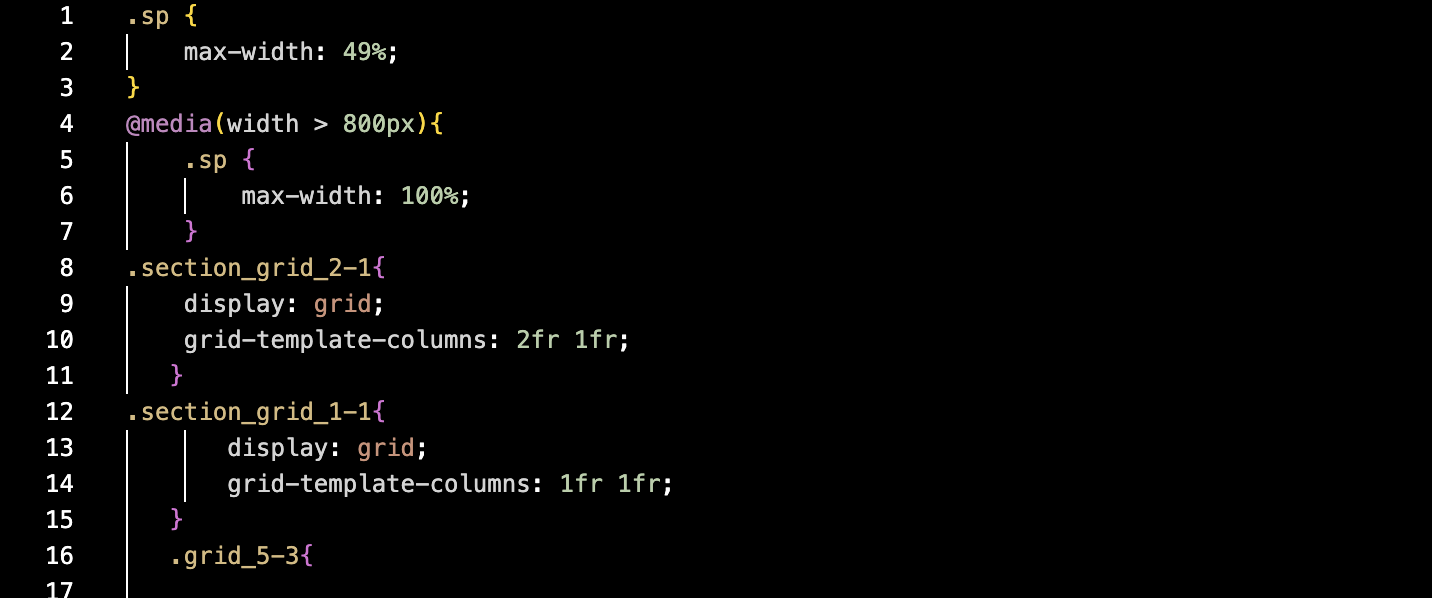 1 .sp {
2 max-width: 49%;
3 }
4 @media(width > 800px){
5 .sp {
6 max-width: 100%;
7 }
8 .section_grid_2-1{
9 display: grid;
10 grid-template-columns: 2fr 1fr;
11 }
12 .section_grid_1-1{
13 display: grid;
14 grid-template-columns: 1fr 1fr;
15 }
16 .grid_5-3{
17